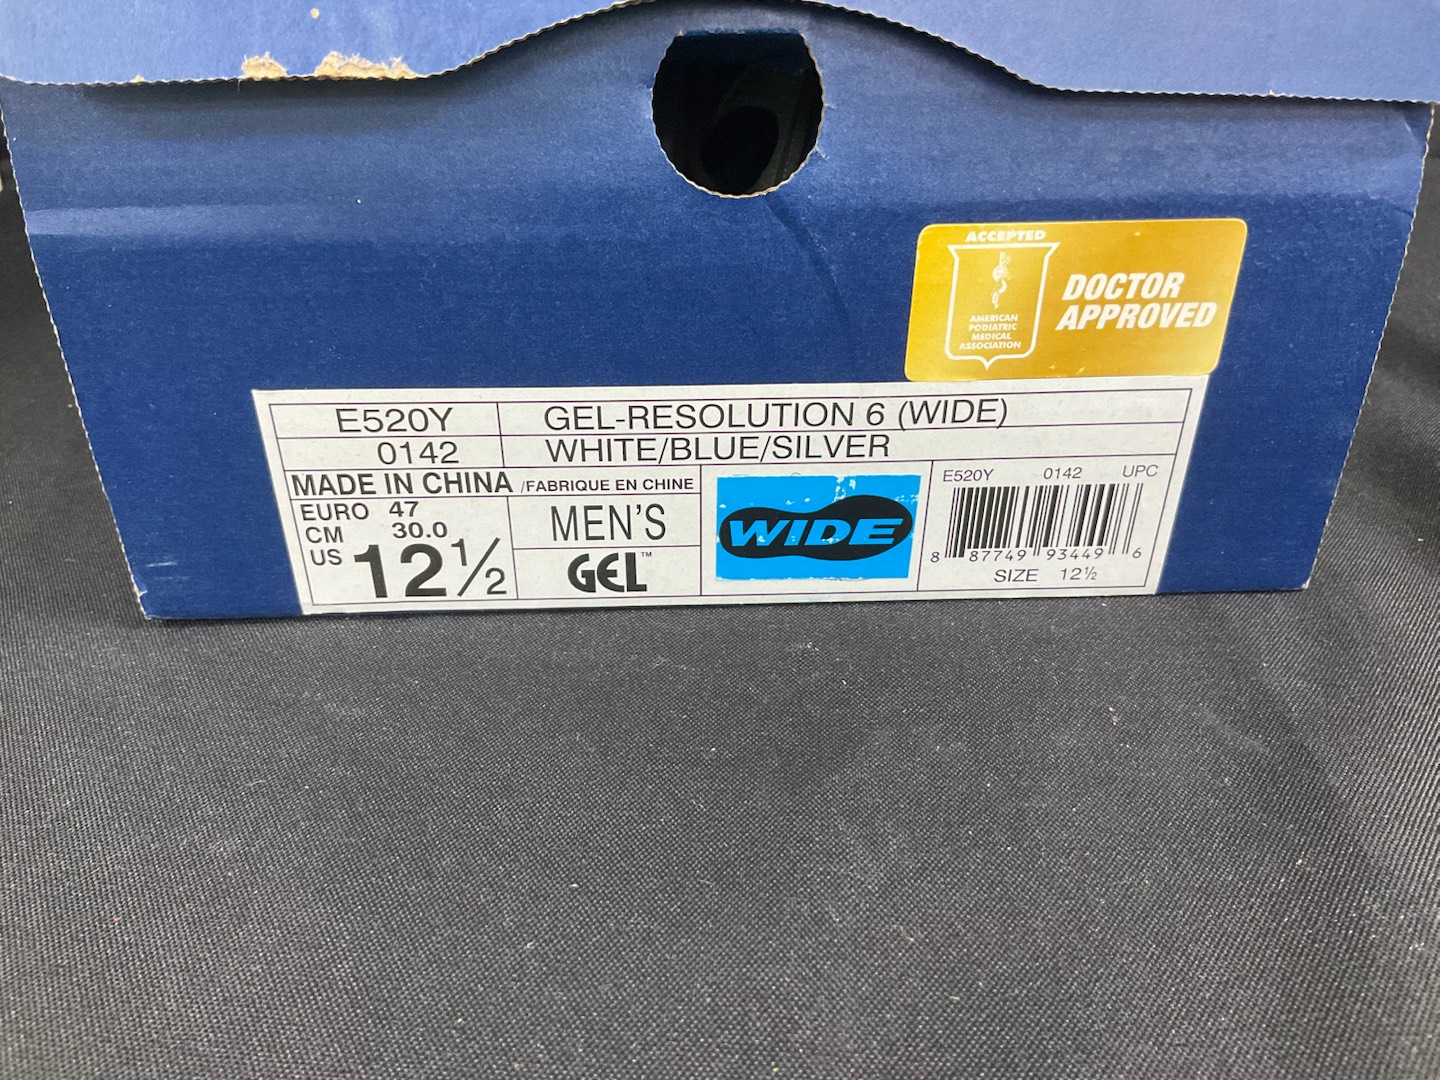 ACCEPTED
AMERICAN
PODIATRIC
MEDICAL
ASSOCIATION
DOCTOR
APPROVED
E520Y GEL-RESOLUTION 6 (WIDE)
0142 WHITE/BLUE/SILVER
MADE IN CHINA /FABRIQUE EN CHINE
EURO 47
CM 30.0
US 12½
MEN'S
GEL™
WIDE
E520Y 0142 UPC
8 87749 93449 6
SIZE 12½